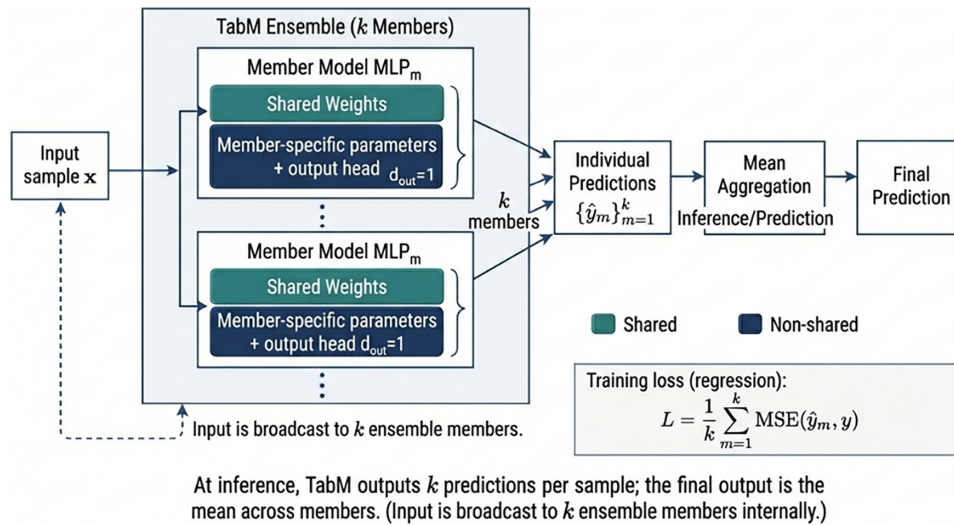 TabM Ensemble (k Members)
Member Model MLPₘ
Shared Weights
Member-specific parameters
+ output head d_out=1
Input
sample x
⋮
k
members
Member Model MLPₘ
Shared Weights
Member-specific parameters
+ output head d_out=1
⋮
Input is broadcast to k ensemble members.
Individual
Predictions
{ŷₘ}ᵏₘ₌₁
Mean
Aggregation
Inference/Prediction
Final
Prediction
Shared
Non-shared
Training loss (regression):
L = 1/k ∑ᵏₘ₌₁ MSE(ŷₘ, y)
At inference, TabM outputs k predictions per sample; the final output is the
mean across members. (Input is broadcast to k ensemble members internally.)